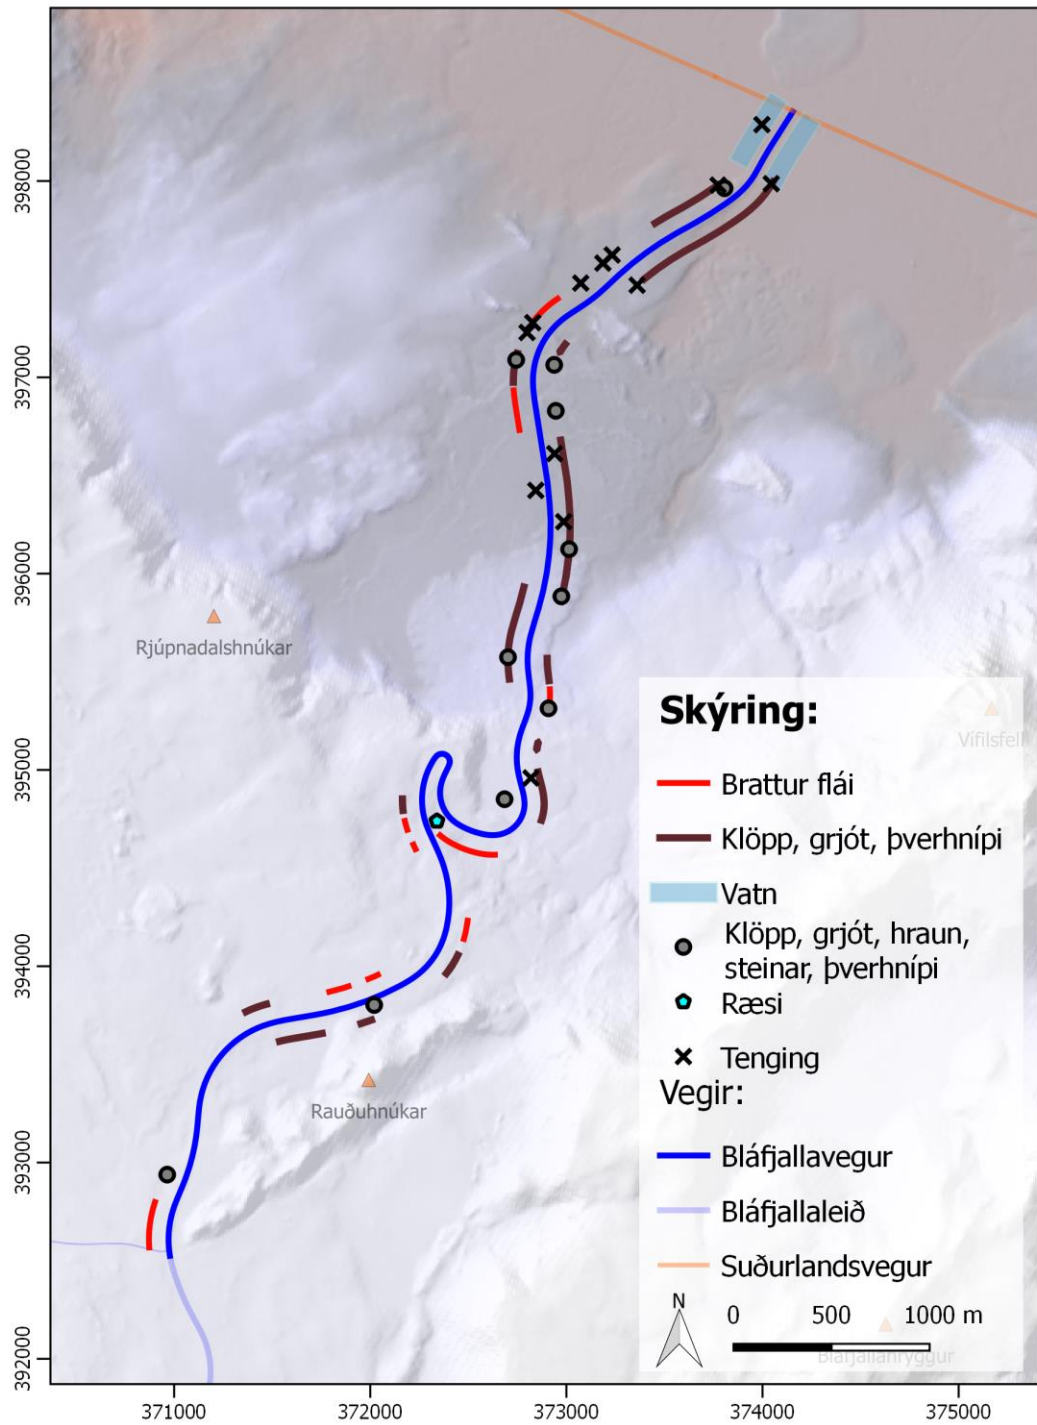 398000
397000
396000
395000
394000
393000
392000
Rjúpnadalshnúkar
Rauðuhnúkar
Vífilsfell
Skýring:
Brattur flái
Klöpp, grjót, þverhnípi
Vatn
Klöpp, grjót, hraun,
steinar, þverhnípi
Ræsi
Tenging
Vegir:
Bláfjallavegur
Bláfjallaleið
Suðurlandsvegur
N
0 500 1000 m
Bláfjallahryggur
371000 372000 373000 374000 375000